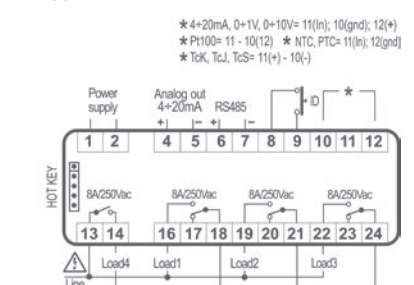 * 4÷20mA, 0÷1V, 0÷10V= 11(In); 10(gnd); 12(+)
* Pt100= 11 - 10(12) * NTC, PTC= 11(In); 12(gnd)
* TcK, TcJ, TcS= 11(+) - 10(-)
Power supply
Analog out 4÷20mA
RS485
ID
*
+ - + -
1 2 4 5 6 7 8 9 10 11 12
HOT KEY
8A/250Vac 8A/250Vac 8A/250Vac 8A/250Vac
13 14 16 17 18 19 20 21 22 23 24
Load4 Load1 Load2 Load3
Line